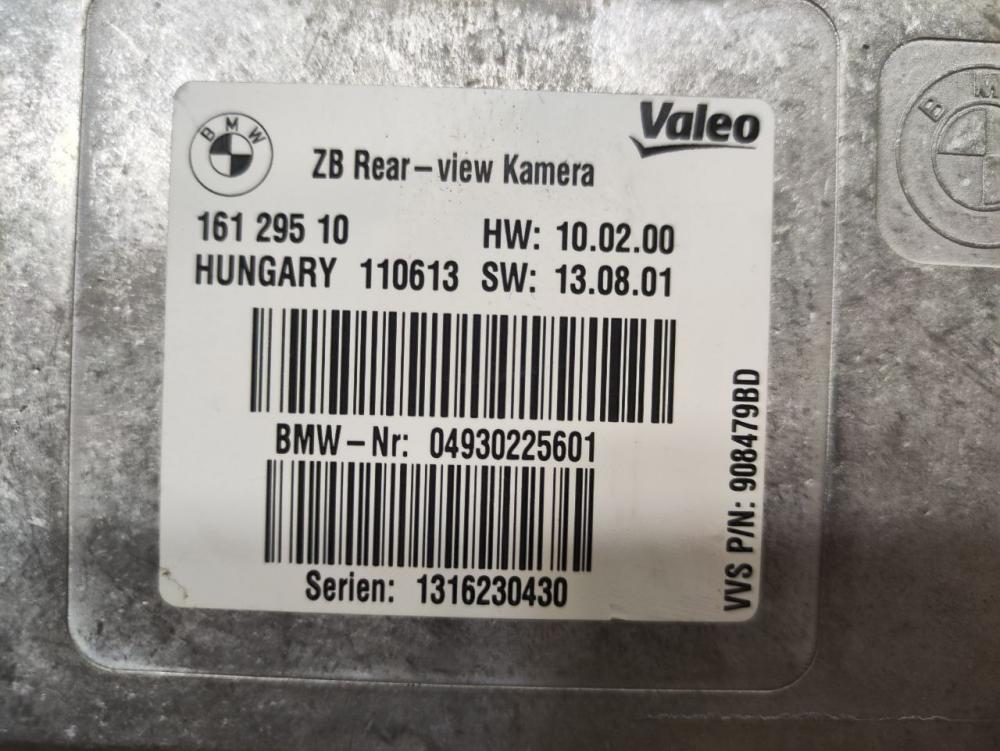 BMW
Valeo
ZB Rear-view Kamera
161 295 10 HW: 10.02.00
HUNGARY 110613 SW: 13.08.01
BMW-Nr: 04930225601
Serien: 1316230430
VVS P/N: 908479BD
B M